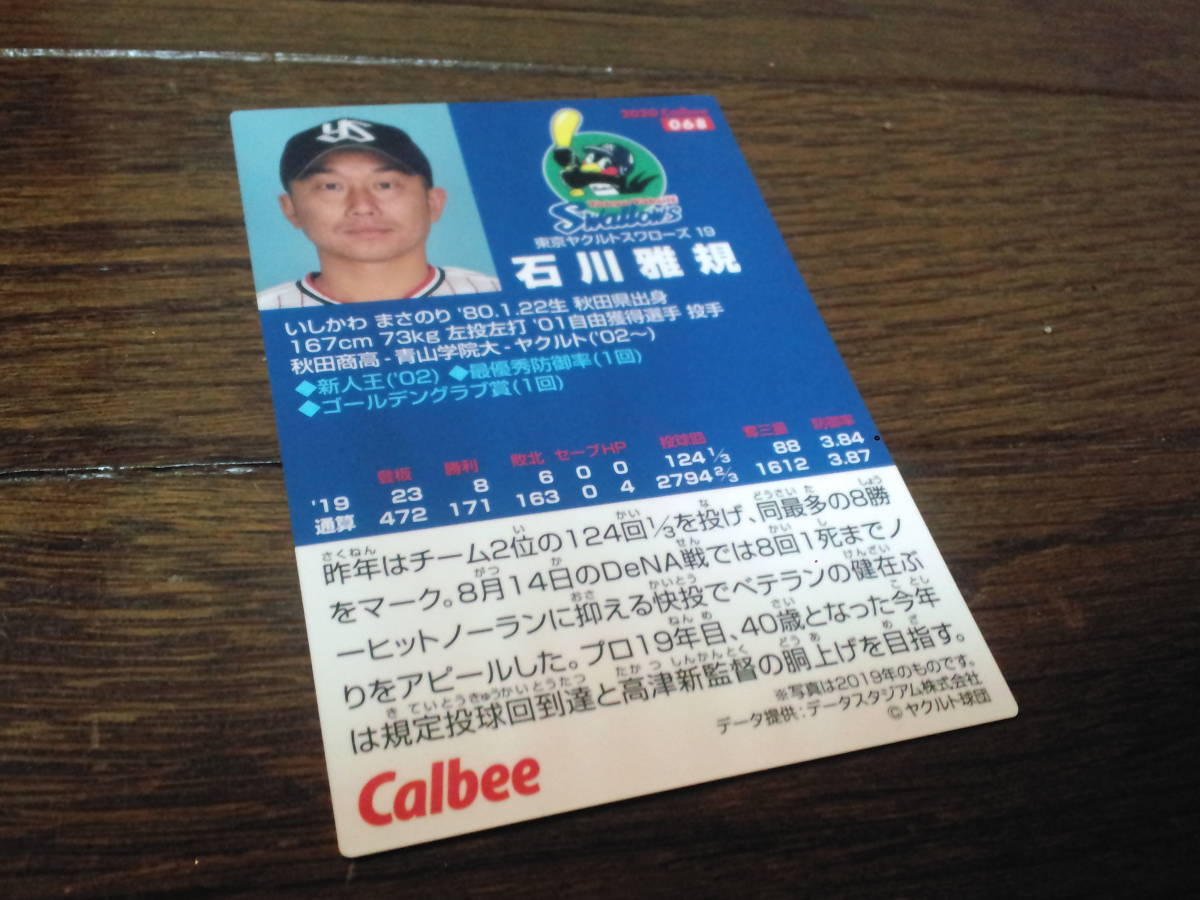 2020 Calbee
068
YS
Tokyo Yakult
Swallows
東京ヤクルトスワローズ 19
石川雅規
いしかわ まさのり '80.1.22生 秋田県出身
167cm 73kg 左投左打 '01自由獲得選手 投手
秋田商高-青山学院大-ヤクルト('02~)
◆新人王('02) ◆最優秀防御率(1回)
◆ゴールデングラブ賞(1回)
登板 勝利 敗北 セーブ HP 投球回 奪三振 防御率
'19 23 8 6 0 0 124 1/3 88 3.84
通算 472 171 163 0 4 2794 2/3 1612 3.87
昨年はチーム2位の124回1/3を投げ、同最多の8勝
をマーク。8月14日のDeNA戦では8回1死までノ
ーヒットノーランに抑える快投でベテランの健在ぶ
りをアピールした。プロ19年目、40歳となった今年
は規定投球回到達と高津新監督の胴上げを目指す。
※写真は2019年のものです。
データ提供:データスタジアム株式会社
©ヤクルト球団
Calbee